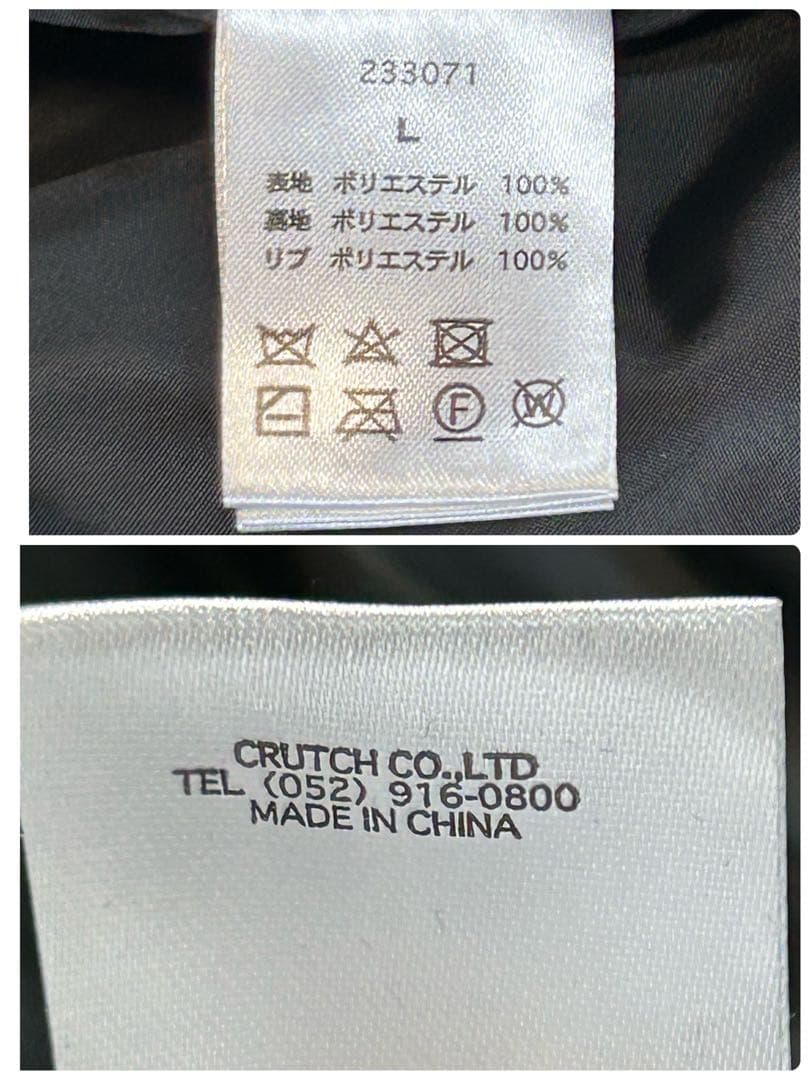 233071
L
表地 ポリエステル 100%
裏地 ポリエステル 100%
リブ ポリエステル 100%
F W
CRUTCH CO.,LTD
TEL (052) 916-0800
MADE IN CHINA